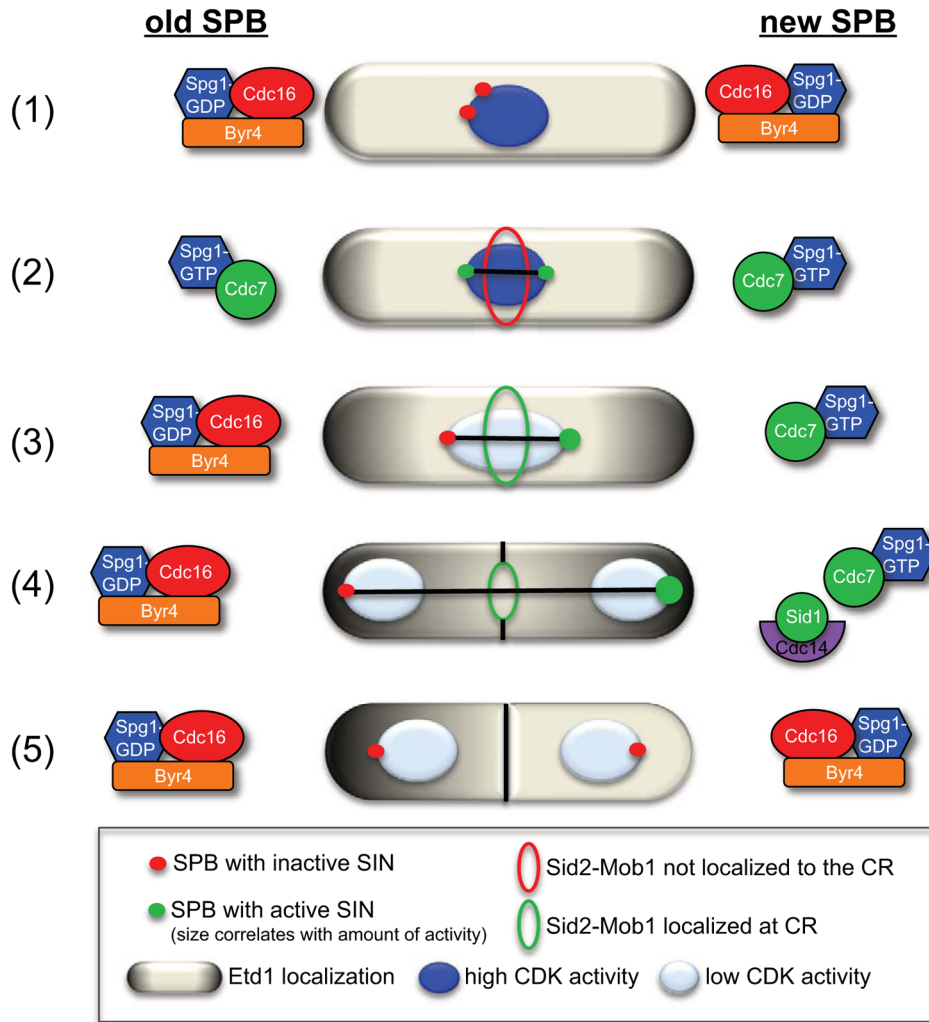 old SPB
new SPB
(1)
Spg1-
GDP
Cdc16
Byr4
Cdc16
Spg1-
GDP
Byr4
(2)
Spg1-
GTP
Cdc7
Cdc7
Spg1-
GTP
(3)
Spg1-
GDP
Cdc16
Byr4
Cdc7
Spg1-
GTP
(4)
Spg1-
GDP
Cdc16
Byr4
Cdc7
Spg1-
GTP
Sid1
Cdc14
(5)
Spg1-
GDP
Cdc16
Byr4
Cdc16
Spg1-
GDP
Byr4
SPB with inactive SIN
Sid2-Mob1 not localized to the CR
SPB with active SIN
(size correlates with amount of activity)
Sid2-Mob1 localized at CR
Etd1 localization
high CDK activity
low CDK activity